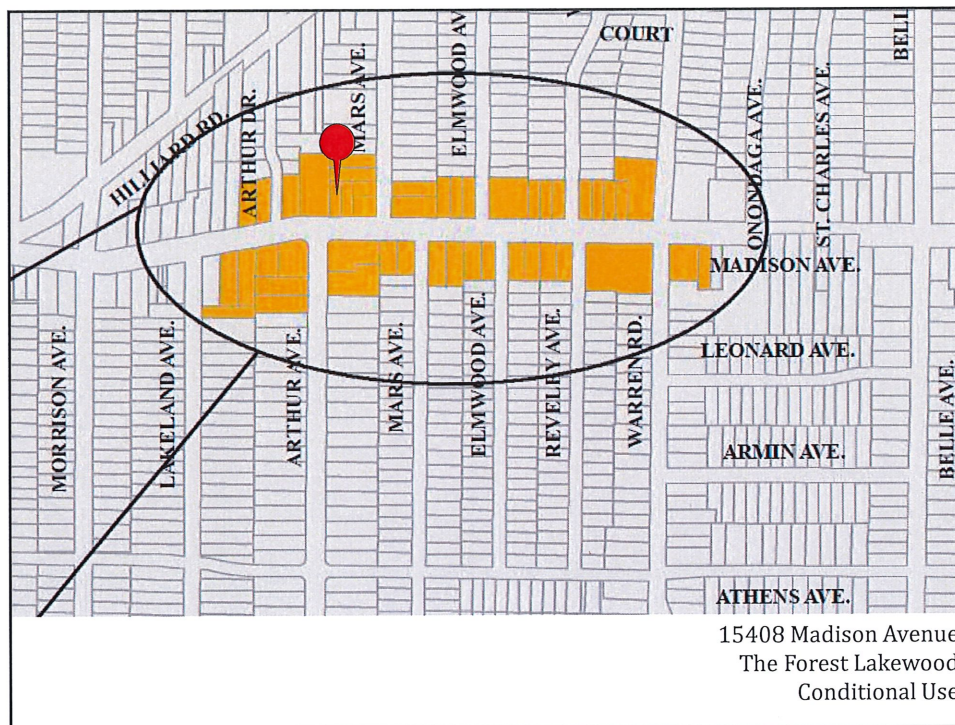 COURT
BELL
ELMWOOD AV
MARS AVE.
ARTHUR DR.
HILLIARD RD.
ONONDAGA AVE.
ST. CHARLES AVE.
MADISON AVE.
LEONARD AVE.
MORRISON AVE.
LAKELAND AVE.
ARTHUR AVE.
MARS AVE.
ELMWOOD AVE.
REVELEY AVE.
WARREN RD.
ARMIN AVE.
BELLE AVE.
ATHENS AVE.
15408 Madison Avenue
The Forest Lakewood
Conditional Use